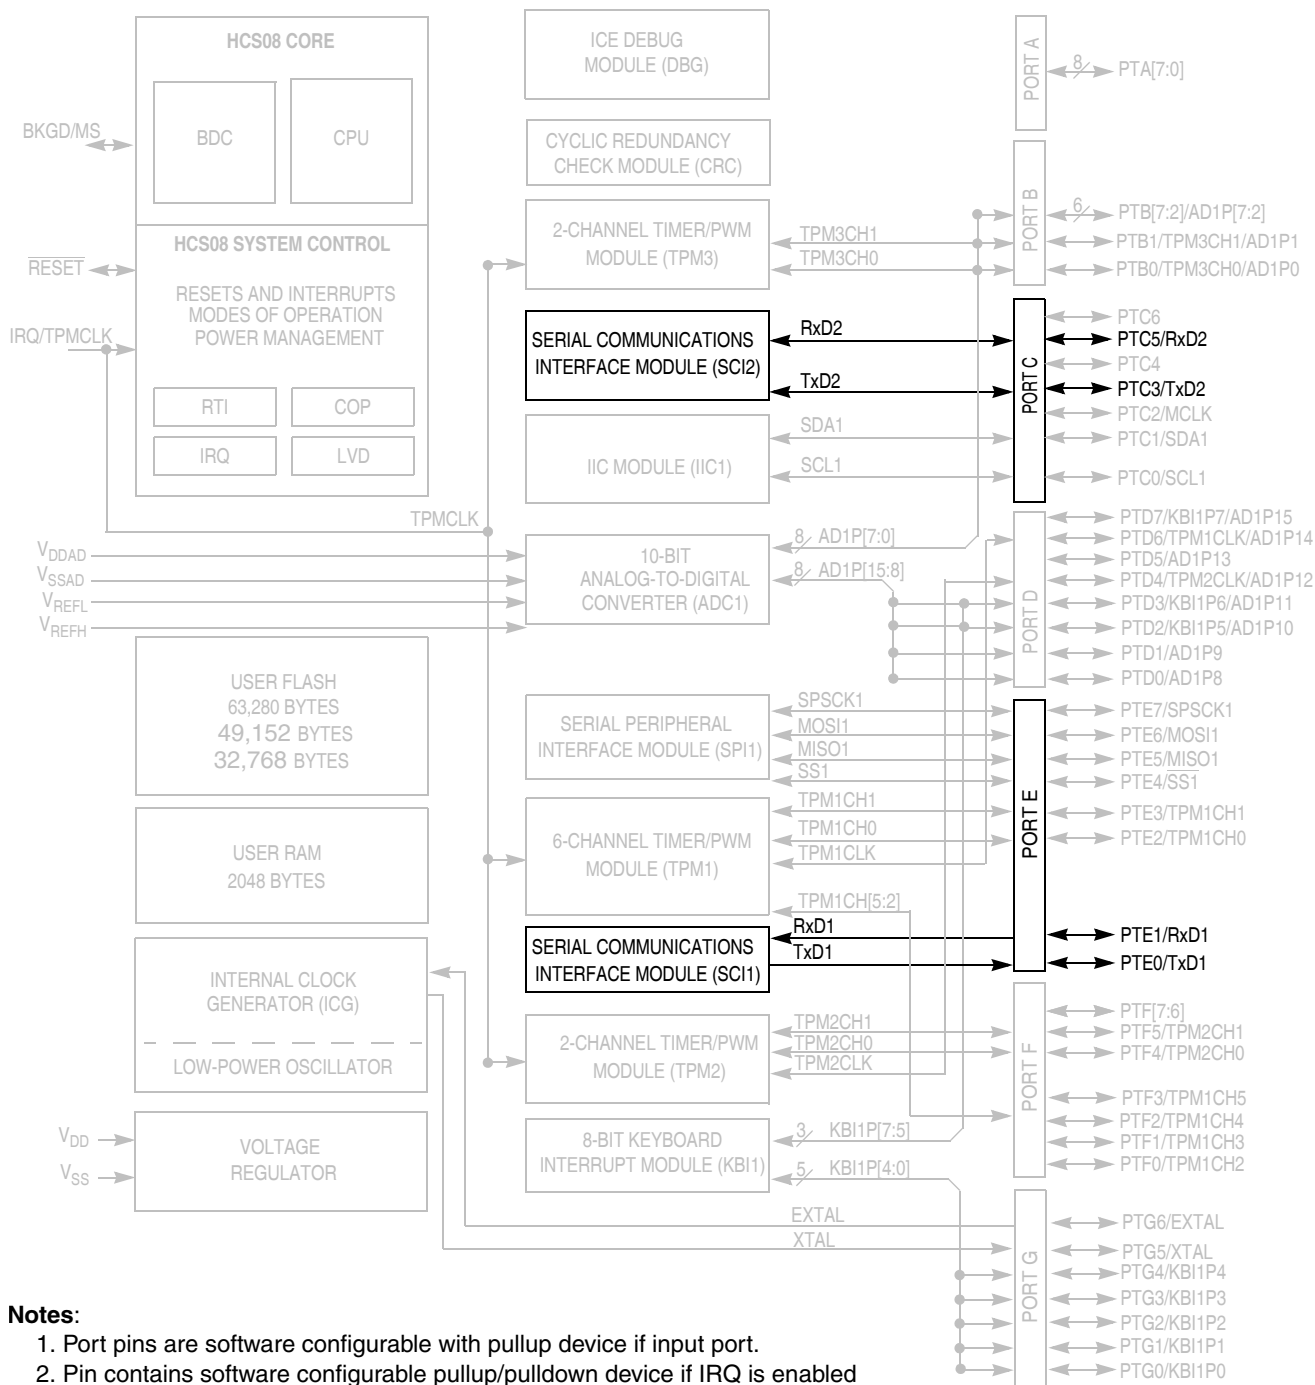 HCS08 CORE
BDC
CPU
BKGD/MS
HCS08 SYSTEM CONTROL
RESET
RESETS AND INTERRUPTS
MODES OF OPERATION
POWER MANAGEMENT
IRQ/TPMCLK
RTI
COP
IRQ
LVD
TPMCLK
VDDAD
VSSAD
VREFL
VREFH
USER FLASH
63,280 BYTES
49,152 BYTES
32,768 BYTES
USER RAM
2048 BYTES
INTERNAL CLOCK
GENERATOR (ICG)
LOW-POWER OSCILLATOR
VDD
VSS
VOLTAGE
REGULATOR
ICE DEBUG
MODULE (DBG)
CYCLIC REDUNDANCY
CHECK MODULE (CRC)
2-CHANNEL TIMER/PWM
MODULE (TPM3)
TPM3CH1
TPM3CH0
SERIAL COMMUNICATIONS
INTERFACE MODULE (SCI2)
RxD2
TxD2
IIC MODULE (IIC1)
SDA1
SCL1
10-BIT
ANALOG-TO-DIGITAL
CONVERTER (ADC1)
8 AD1P[7:0]
8 AD1P[15:8]
SERIAL PERIPHERAL
INTERFACE MODULE (SPI1)
SPSCK1
MOSI1
MISO1
SS1
6-CHANNEL TIMER/PWM
MODULE (TPM1)
TPM1CH1
TPM1CH0
TPM1CLK
TPM1CH[5:2]
SERIAL COMMUNICATIONS
INTERFACE MODULE (SCI1)
RxD1
TxD1
2-CHANNEL TIMER/PWM
MODULE (TPM2)
TPM2CH1
TPM2CH0
TPM2CLK
8-BIT KEYBOARD
INTERRUPT MODULE (KBI1)
3 KBI1P[7:5]
5 KBI1P[4:0]
EXTAL
XTAL
PORT A
8 PTA[7:0]
PORT B
6 PTB[7:2]/AD1P[7:2]
PTB1/TPM3CH1/AD1P1
PTB0/TPM3CH0/AD1P0
PORT C
PTC6
PTC5/RxD2
PTC4
PTC3/TxD2
PTC2/MCLK
PTC1/SDA1
PTC0/SCL1
PORT D
PTD7/KBI1P7/AD1P15
PTD6/TPM1CLK/AD1P14
PTD5/AD1P13
PTD4/TPM2CLK/AD1P12
PTD3/KBI1P6/AD1P11
PTD2/KBI1P5/AD1P10
PTD1/AD1P9
PTD0/AD1P8
PORT E
PTE7/SPSCK1
PTE6/MOSI1
PTE5/MISO1
PTE4/SS1
PTE3/TPM1CH1
PTE2/TPM1CH0
PTE1/RxD1
PTE0/TxD1
PORT F
PTF[7:6]
PTF5/TPM2CH1
PTF4/TPM2CH0
PTF3/TPM1CH5
PTF2/TPM1CH4
PTF1/TPM1CH3
PTF0/TPM1CH2
PORT G
PTG6/EXTAL
PTG5/XTAL
PTG4/KBI1P4
PTG3/KBI1P3
PTG2/KBI1P2
PTG1/KBI1P1
PTG0/KBI1P0
Notes:
1. Port pins are software configurable with pullup device if input port.
2. Pin contains software configurable pullup/pulldown device if IRQ is enabled